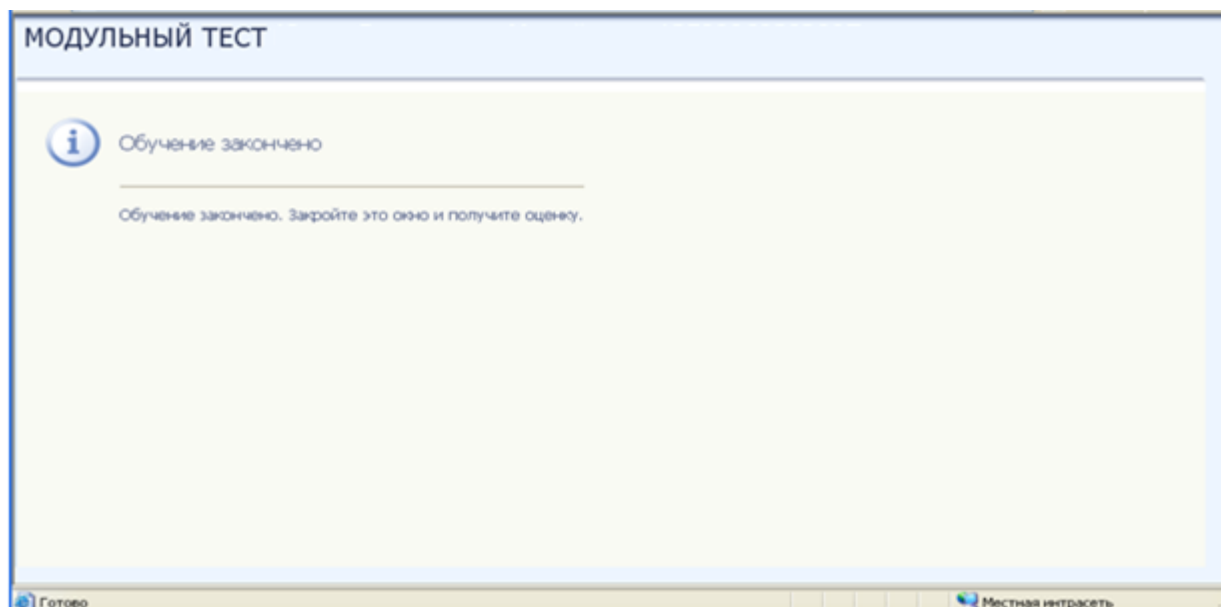 МОДУЛЬНЫЙ ТЕСТ
Обучение закончено
Обучение закончено. Закройте это окно и получите оценку.
Готово
Местная интрасеть